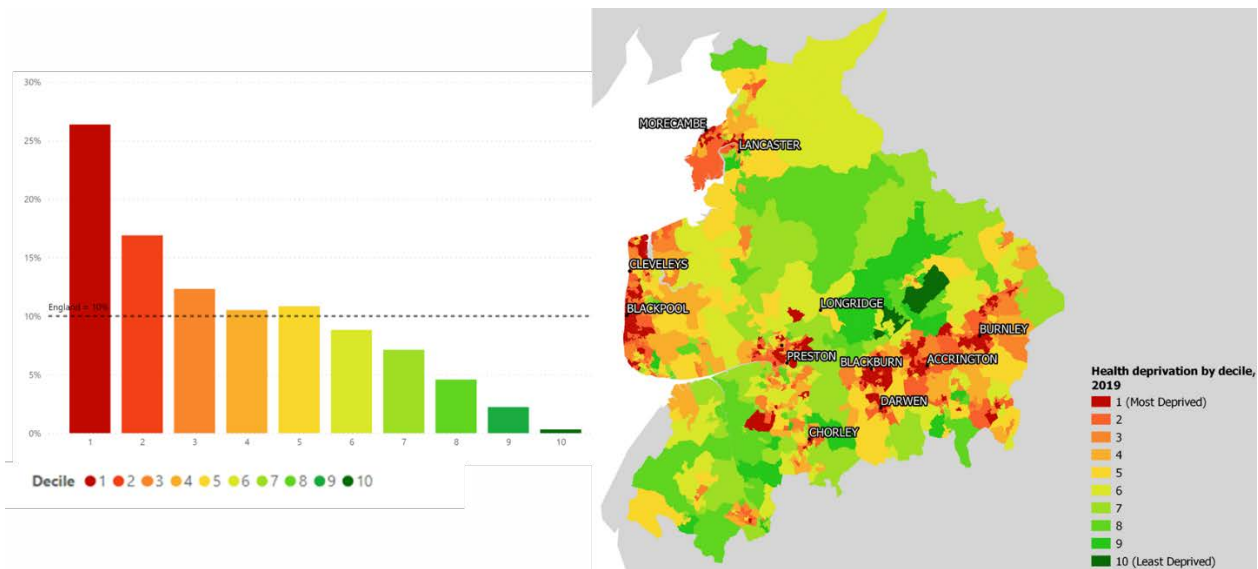 30%
25%
20%
15%
England = 10%
10%
5%
0%
1 2 3 4 5 6 7 8 9 10
Decile 1 2 3 4 5 6 7 8 9 10
MORECAMBE
LANCASTER
CLEVELEYS
BLACKPOOL
LONGRIDGE
BURNLEY
PRESTON
BLACKBURN
ACCRINGTON
DARWEN
CHORLEY
Health deprivation by decile,
2019
1 (Most Deprived)
2
3
4
5
6
7
8
9
10 (Least Deprived)